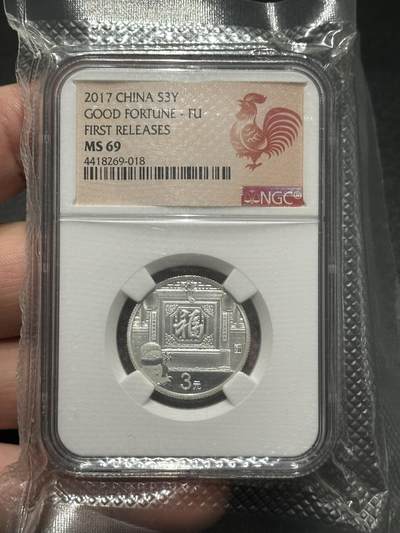 2017 CHINA S3Y
GOOD FORTUNE - FU
FIRST RELEASES
MS 69
4418269-018
NGC
福
3元